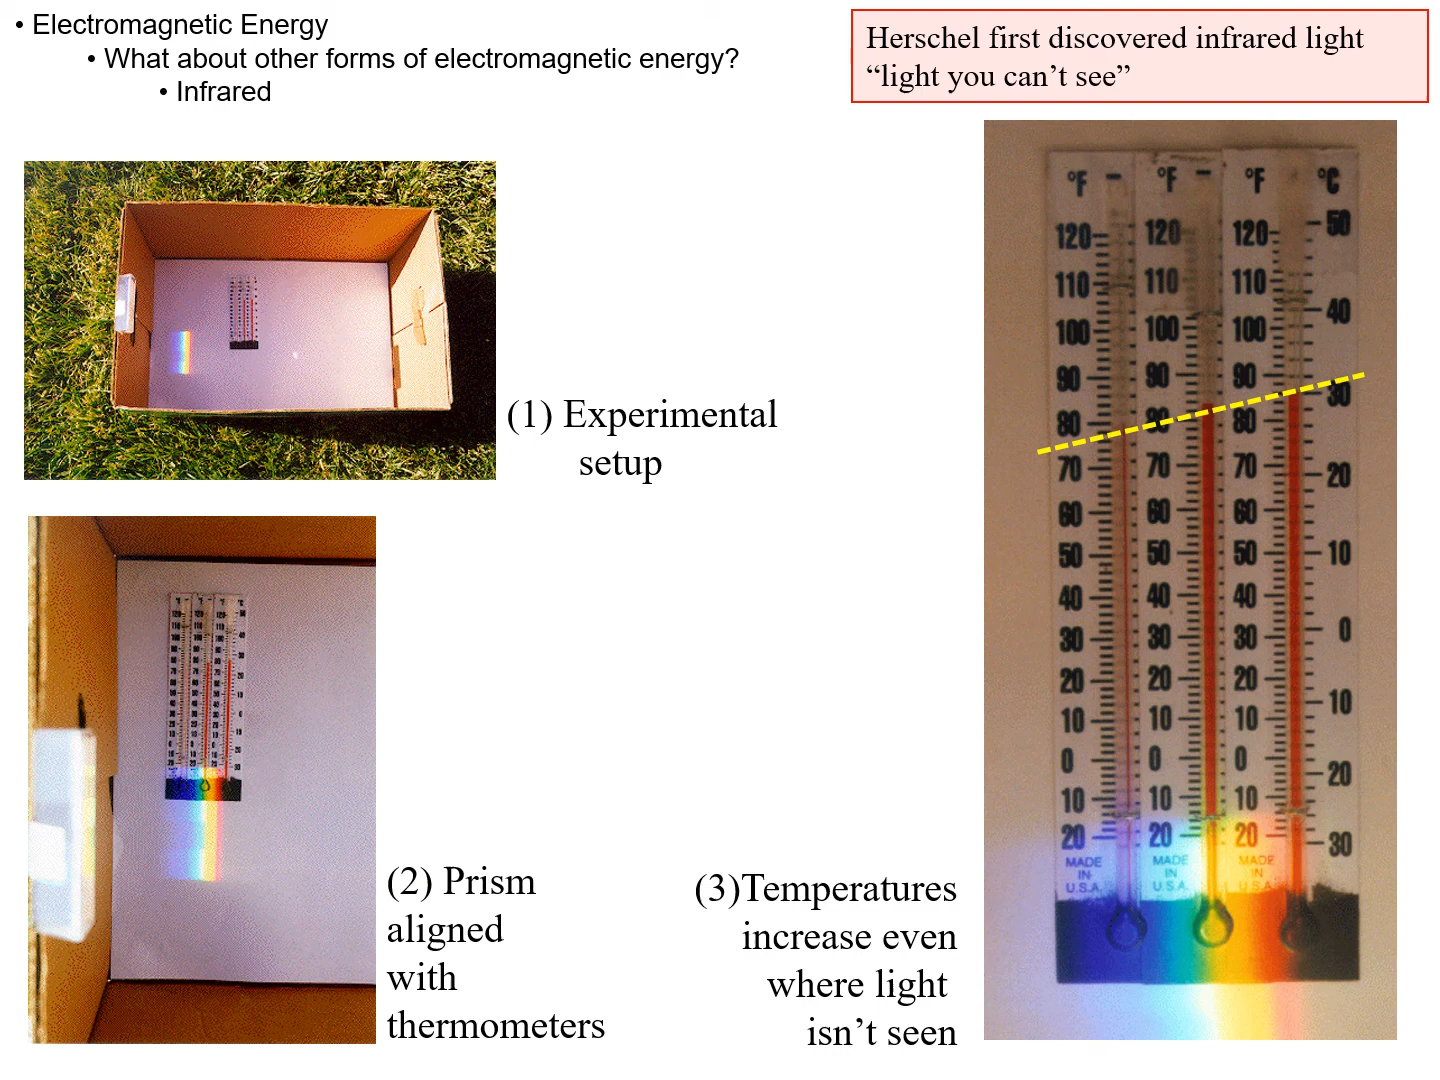 • Electromagnetic Energy
• What about other forms of electromagnetic energy?
• Infrared
Herschel first discovered infrared light
“light you can’t see”
(1) Experimental
setup
(2) Prism
aligned
with
thermometers
(3)Temperatures
increase even
where light
isn’t seen
°F °F °F °C
120 120 120 50
110 110 110
100 100 100 40
90 90 90 30
80 80 80
70 70 70 20
60 60 60
50 50 50 10
40 40 40
30 30 30 0
20 20 20
10 10 10 10
0 0 0 20
10 10 10
20 20 20 30
MADE MADE MADE
IN IN IN
U.S.A. U.S.A. U.S.A.